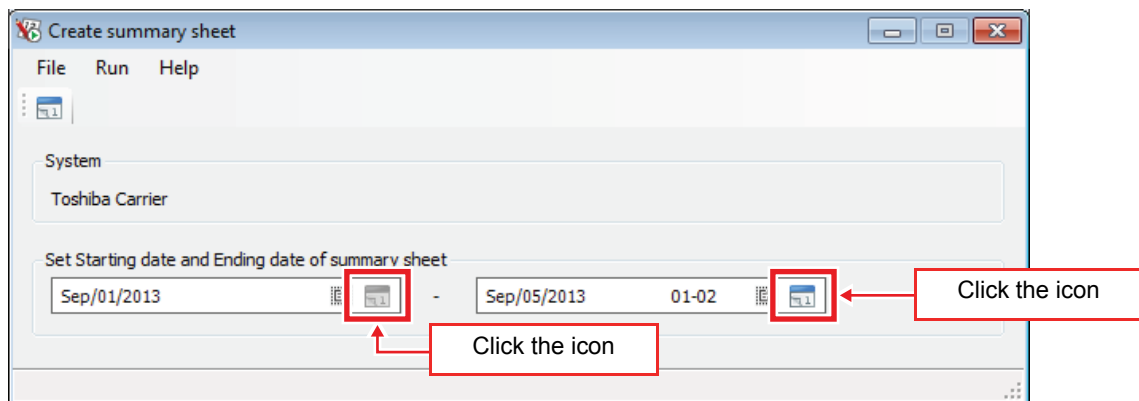 Create summary sheet
File Run Help
System
Toshiba Carrier
Set Starting date and Ending date of summary sheet
Sep/01/2013 - Sep/05/2013 01-02
Click the icon
Click the icon